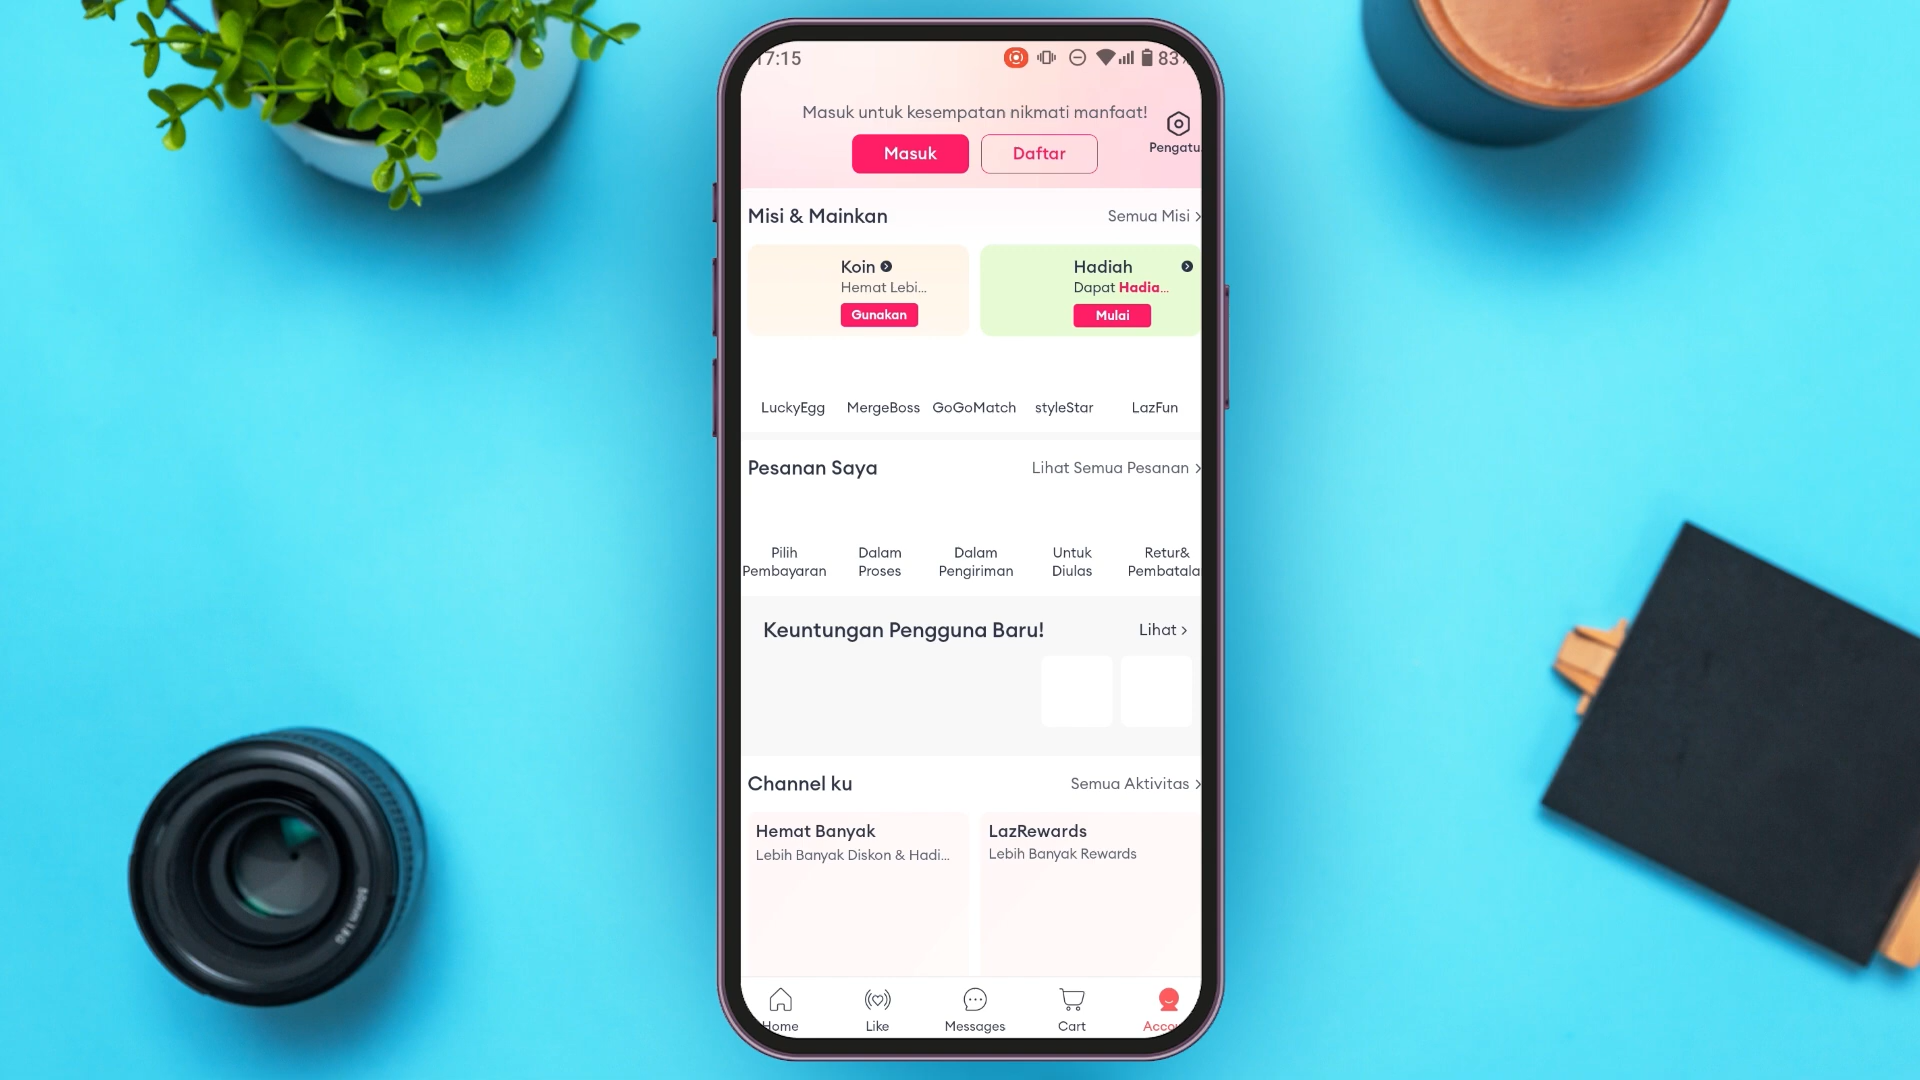 17:15
83%
Masuk untuk kesempatan nikmati manfaat!
Masuk
Daftar
Pengatu
Misi & Mainkan
Semua Misi >
Koin
Hemat Lebi...
Gunakan
Hadiah
Dapat Hadia...
Mulai
LuckyEgg
MergeBoss
GoGoMatch
styleStar
LazFun
Pesanan Saya
Lihat Semua Pesanan >
Pilih Pembayaran
Dalam Proses
Dalam Pengiriman
Untuk Diulas
Retur& Pembatala
Keuntungan Pengguna Baru!
Lihat >
Channel ku
Semua Aktivitas >
Hemat Banyak
Lebih Banyak Diskon & Hadi...
LazRewards
Lebih Banyak Rewards
Home
Like
Messages
Cart
Acco